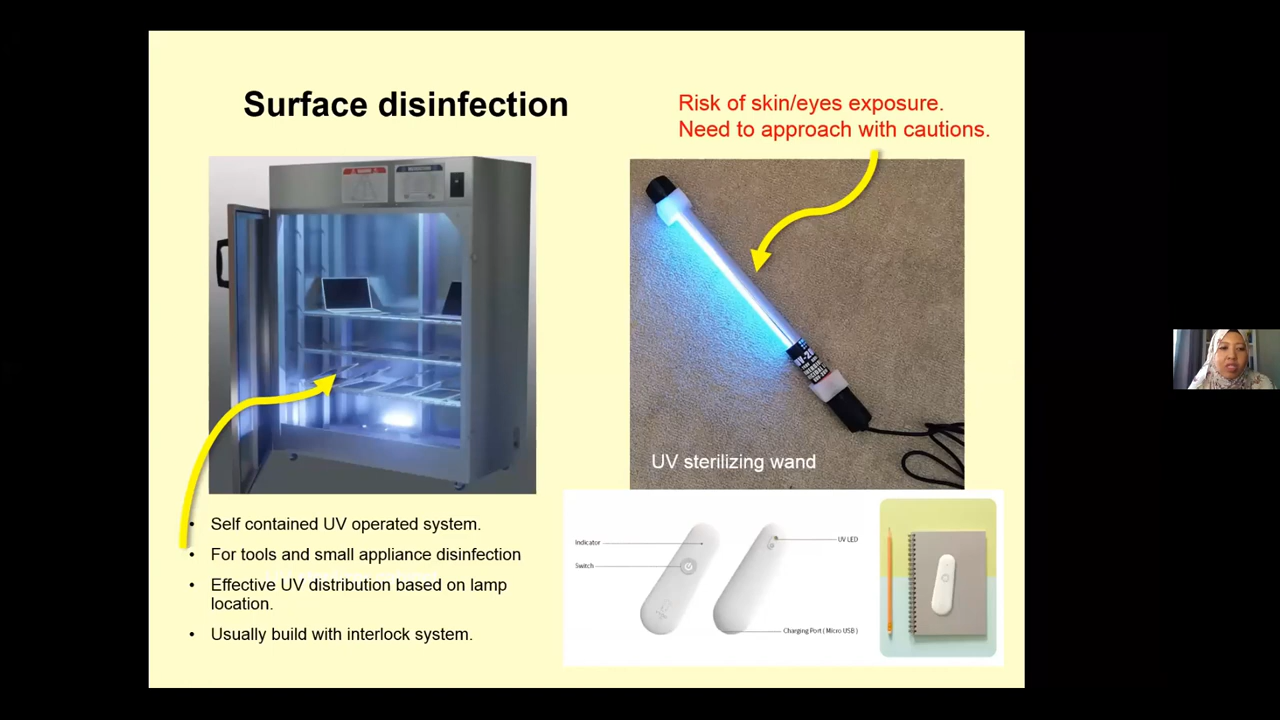 Surface disinfection
Risk of skin/eyes exposure.
Need to approach with cautions.
UV sterilizing wand
• Self contained UV operated system.
• For tools and small appliance disinfection
• Effective UV distribution based on lamp
location.
• Usually build with interlock system.
Indicator
Switch
UV LED
Charging Port ( Micro USB )